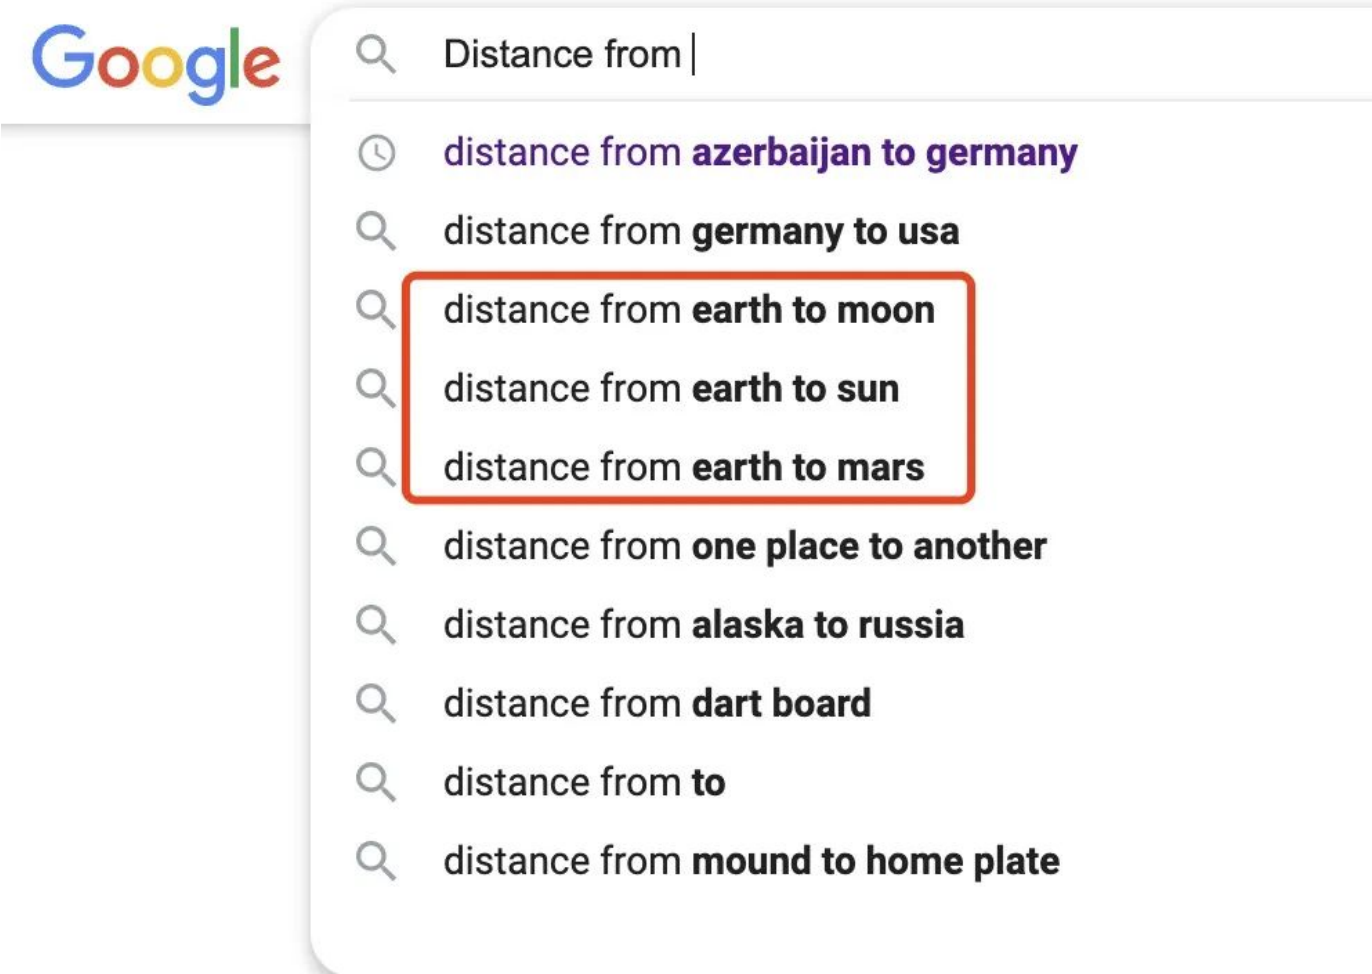 Google
Distance from
distance from azerbaijan to germany
distance from germany to usa
distance from earth to moon
distance from earth to sun
distance from earth to mars
distance from one place to another
distance from alaska to russia
distance from dart board
distance from to
distance from mound to home plate